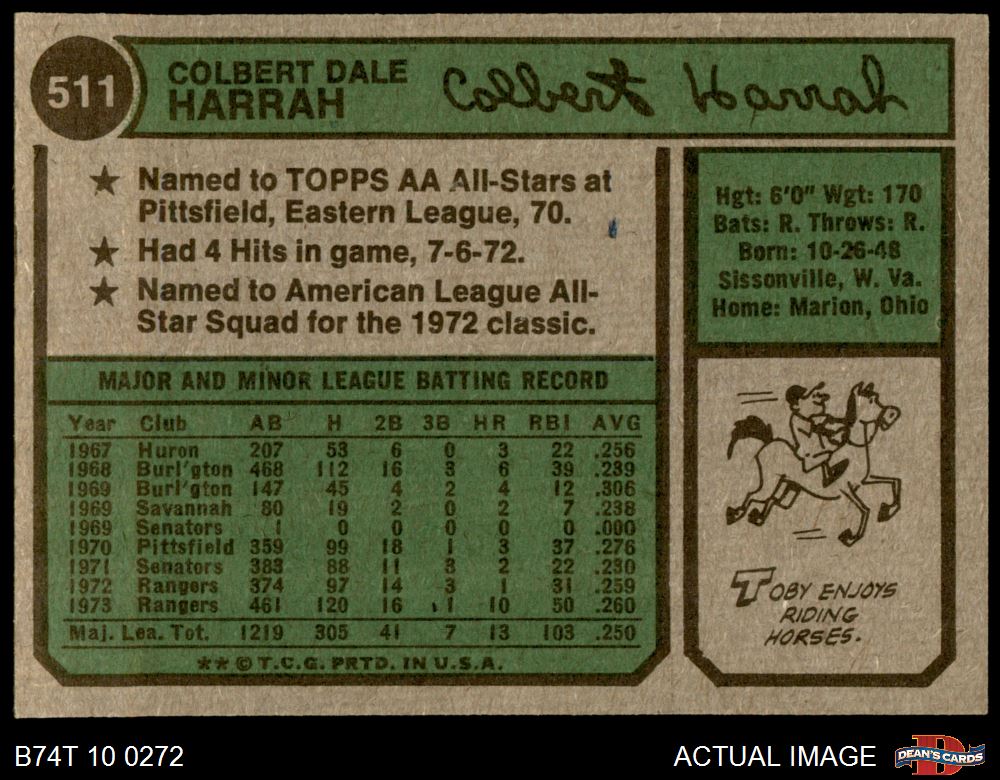 511
COLBERT DALE
HARRAH
Colbert Harrah
★ Named to TOPPS AA All-Stars at
Pittsfield, Eastern League, 70.
★ Had 4 Hits in game, 7-6-72.
★ Named to American League All-
Star Squad for the 1972 classic.
Hgt: 6'0" Wgt: 170
Bats: R. Throws: R.
Born: 10-26-48
Sissonville, W. Va.
Home: Marion, Ohio
MAJOR AND MINOR LEAGUE BATTING RECORD
Year Club AB H 2B 3B HR RBI AVG
1967 Huron 207 53 6 0 3 22 .256
1968 Burl'gton 468 112 16 3 6 39 .239
1969 Burl'gton 147 45 4 2 4 12 .306
1969 Savannah 80 19 2 0 2 7 .238
1969 Senators 1 0 0 0 0 0 .000
1970 Pittsfield 359 99 18 1 3 37 .276
1971 Senators 383 88 11 3 2 22 .230
1972 Rangers 374 97 14 3 1 31 .259
1973 Rangers 461 120 16 1 10 50 .260
Maj. Lea. Tot. 1219 305 41 7 13 103 .250
** © T.C.G. PRTD. IN U.S.A.
TOBY ENJOYS
RIDING
HORSES.
B74T 10 0272
ACTUAL IMAGE
D
DEAN'S CARDS